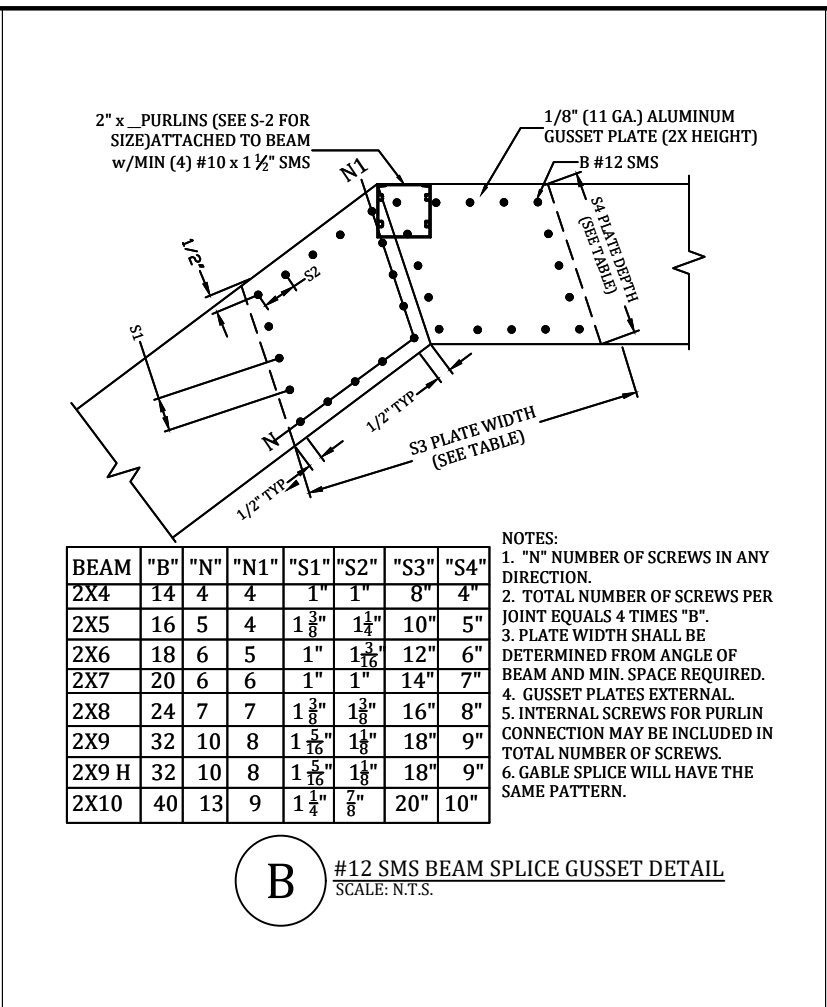 2" x __PURLINS (SEE S-2 FOR
SIZE)ATTACHED TO BEAM
w/MIN (4) #10 x 1 ½" SMS
1/8" (11 GA.) ALUMINUM
GUSSET PLATE (2X HEIGHT)
B #12 SMS
N1
S4 PLATE DEPTH
(SEE TABLE)
1/2"
S2
S1
N
1/2" TYP
1/2" TYP
S3 PLATE WIDTH
(SEE TABLE)
BEAM "B" "N" "N1" "S1" "S2" "S3" "S4"
2X4 14 4 4 1" 1" 8" 4"
2X5 16 5 4 1 3/8" 1 1/4" 10" 5"
2X6 18 6 5 1" 1 3/16" 12" 6"
2X7 20 6 6 1" 1" 14" 7"
2X8 24 7 7 1 3/8" 1 3/8" 16" 8"
2X9 32 10 8 1 5/16" 1 1/8" 18" 9"
2X9 H 32 10 8 1 5/16" 1 1/8" 18" 9"
2X10 40 13 9 1 1/4" 7/8" 20" 10"
NOTES:
1. "N" NUMBER OF SCREWS IN ANY
DIRECTION.
2. TOTAL NUMBER OF SCREWS PER
JOINT EQUALS 4 TIMES "B".
3. PLATE WIDTH SHALL BE
DETERMINED FROM ANGLE OF
BEAM AND MIN. SPACE REQUIRED.
4. GUSSET PLATES EXTERNAL.
5. INTERNAL SCREWS FOR PURLIN
CONNECTION MAY BE INCLUDED IN
TOTAL NUMBER OF SCREWS.
6. GABLE SPLICE WILL HAVE THE
SAME PATTERN.
B
#12 SMS BEAM SPLICE GUSSET DETAIL
SCALE: N.T.S.